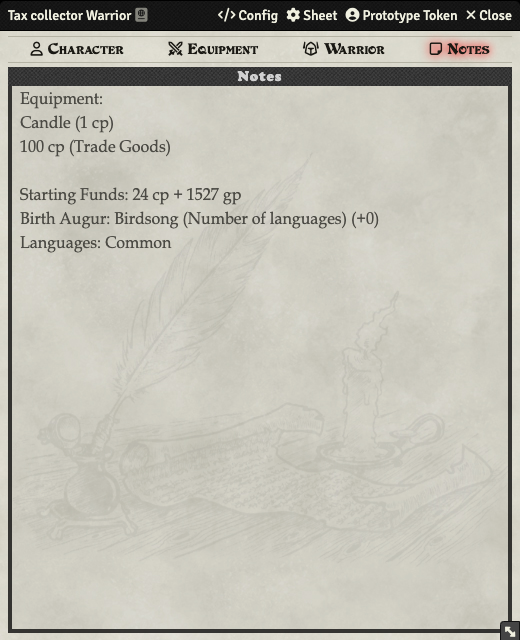 Tax collector Warrior
Config
Sheet
Prototype Token
Close
Character
Equipment
Warrior
Notes
Notes
Equipment:
Candle (1 cp)
100 cp (Trade Goods)
Starting Funds: 24 cp + 1527 gp
Birth Augur: Birdsong (Number of languages) (+0)
Languages: Common